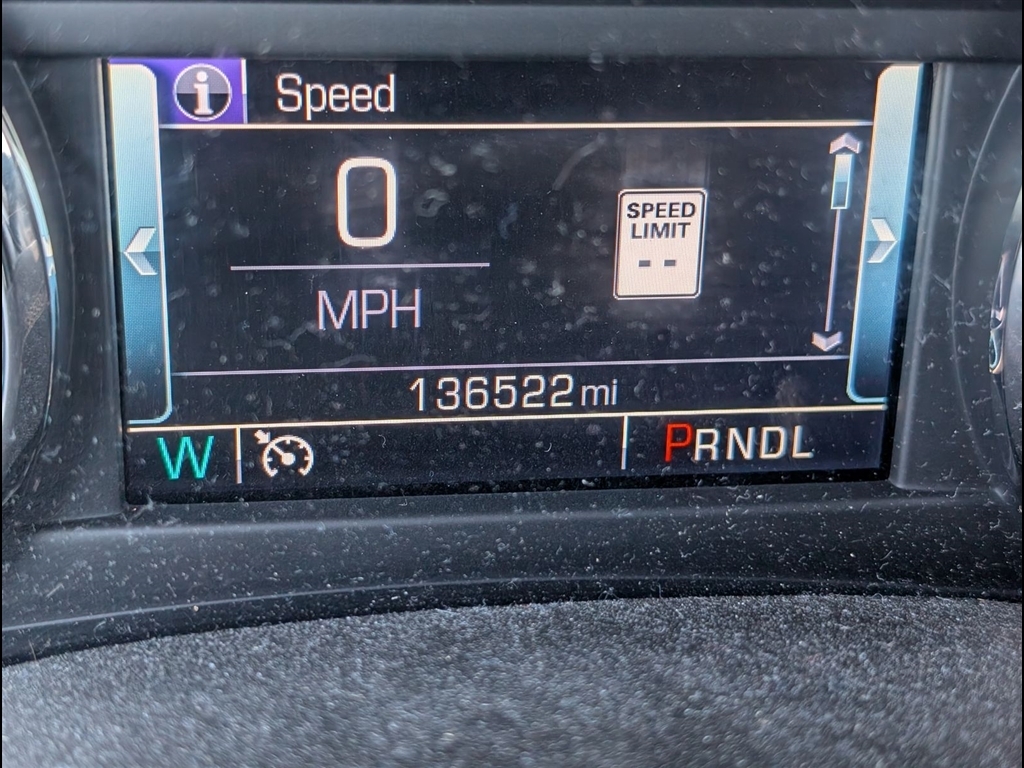 i Speed
0
SPEED
LIMIT
--
MPH
136522 mi
W PRNDL